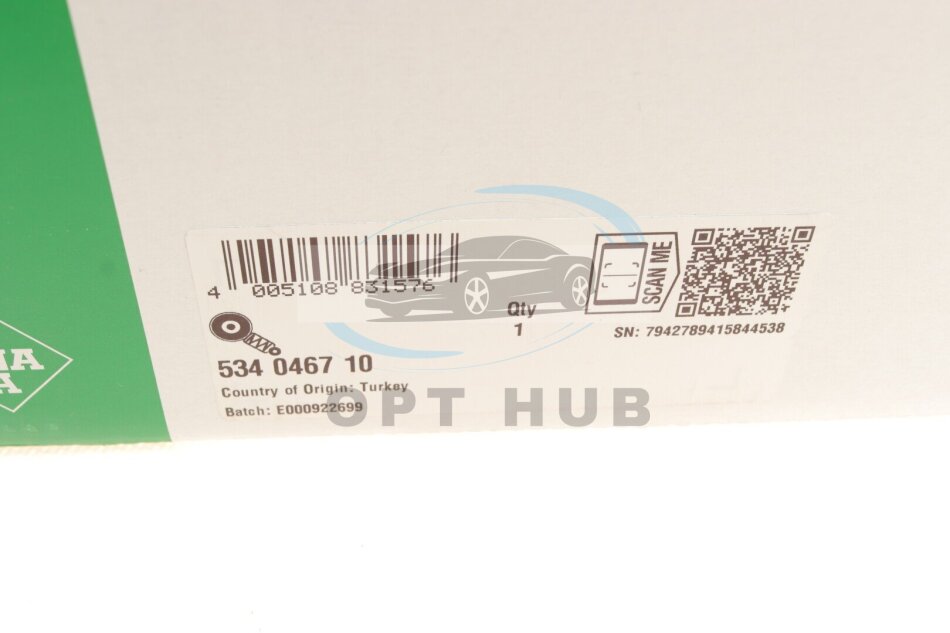 4 005108 831576
Qty
1
SCAN ME
SN: 7942789415844538
534 0467 10
Country of Origin: Turkey
Batch: E000922699
OPT HUB